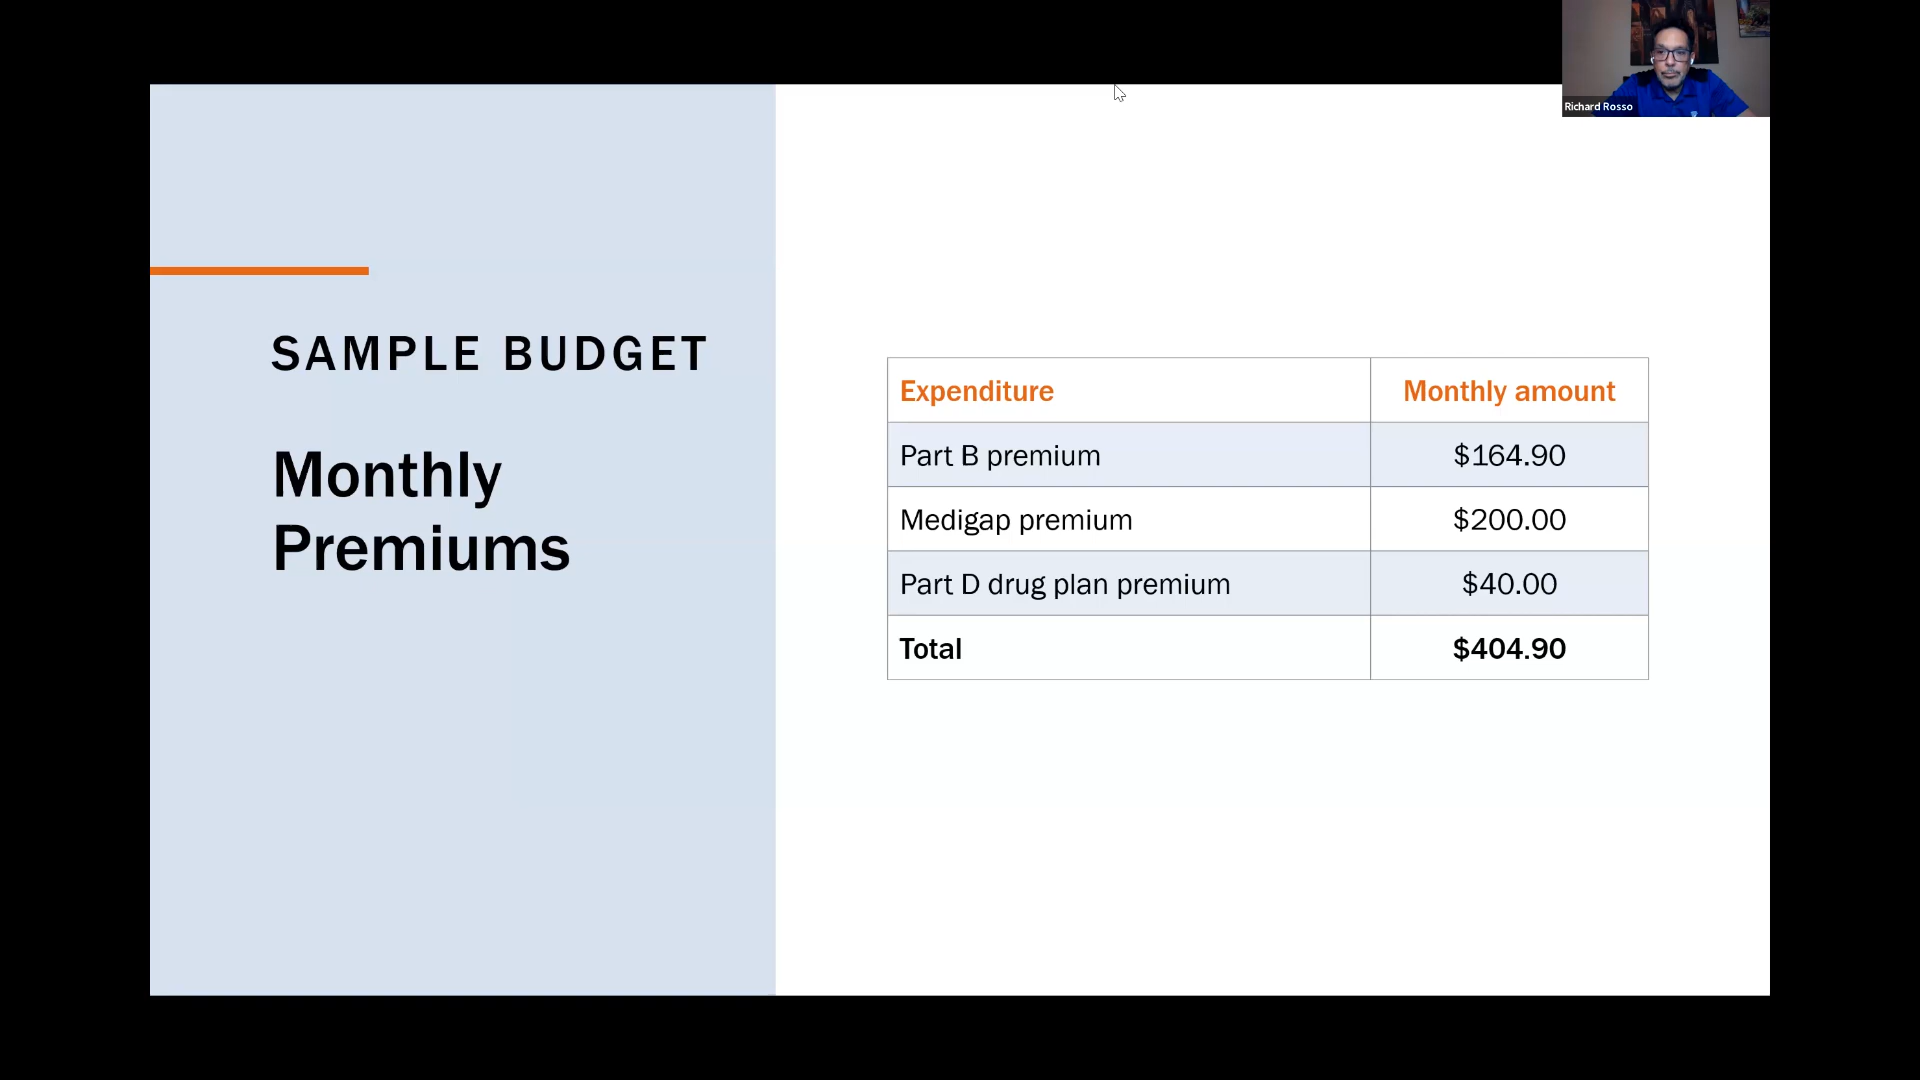 Richard Rosso
SAMPLE BUDGET
Monthly
Premiums
Expenditure Monthly amount
Part B premium $164.90
Medigap premium $200.00
Part D drug plan premium $40.00
Total $404.90